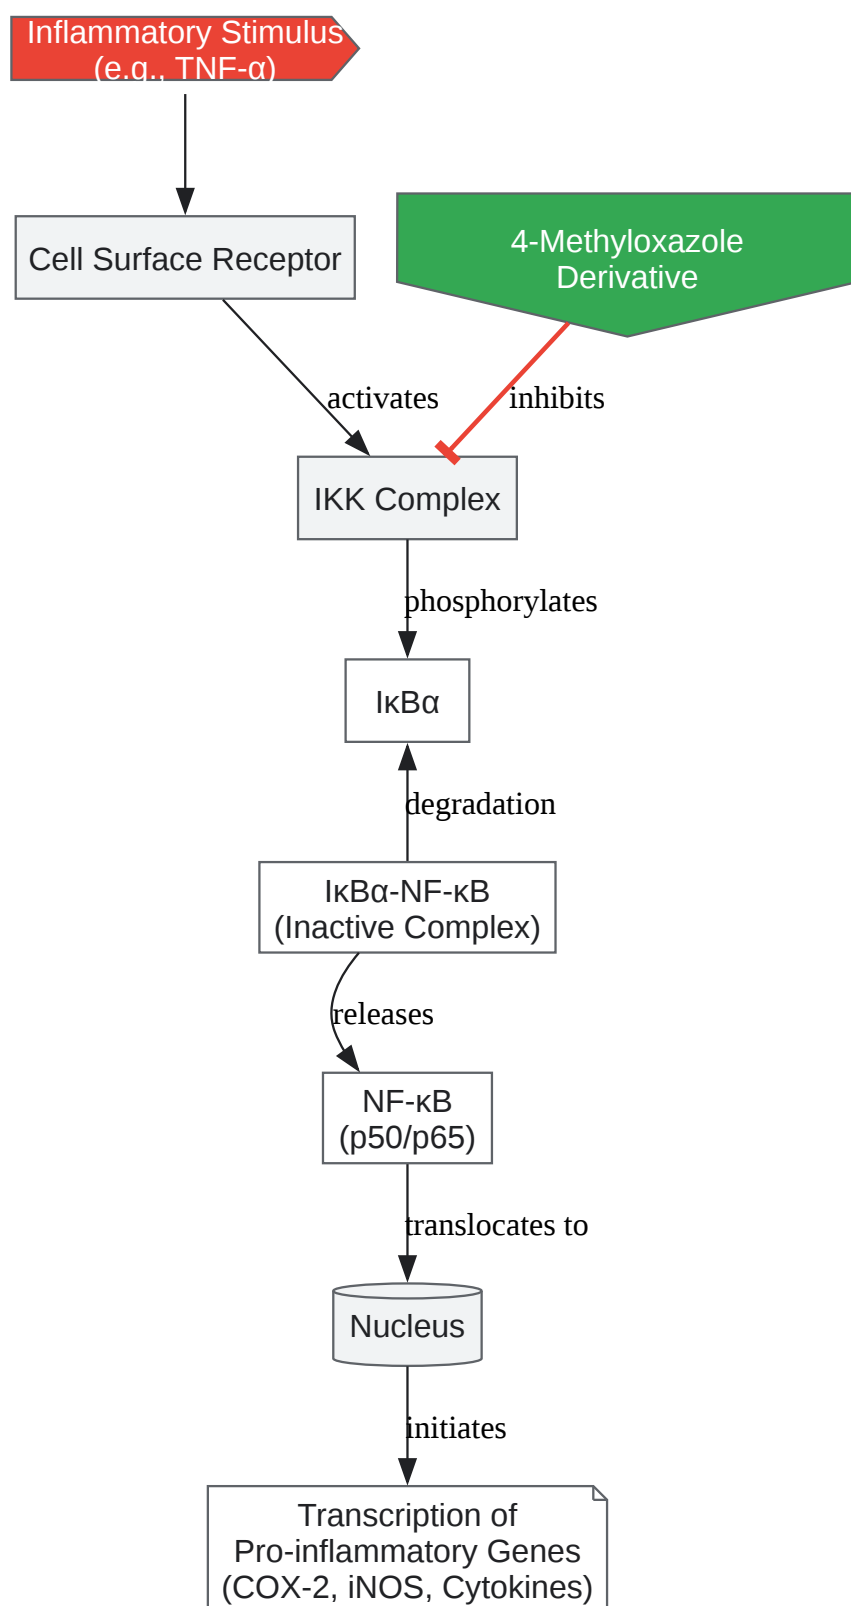 Inflammatory Stimulus
(e.g., TNF-α)
Cell Surface Receptor
4-Methyloxazole
Derivative
activates
inhibits
IKK Complex
phosphorylates
IκBα
degradation
IκBα-NF-κB
(Inactive Complex)
releases
NF-κB
(p50/p65)
translocates to
Nucleus
initiates
Transcription of
Pro-inflammatory Genes
(COX-2, iNOS, Cytokines)